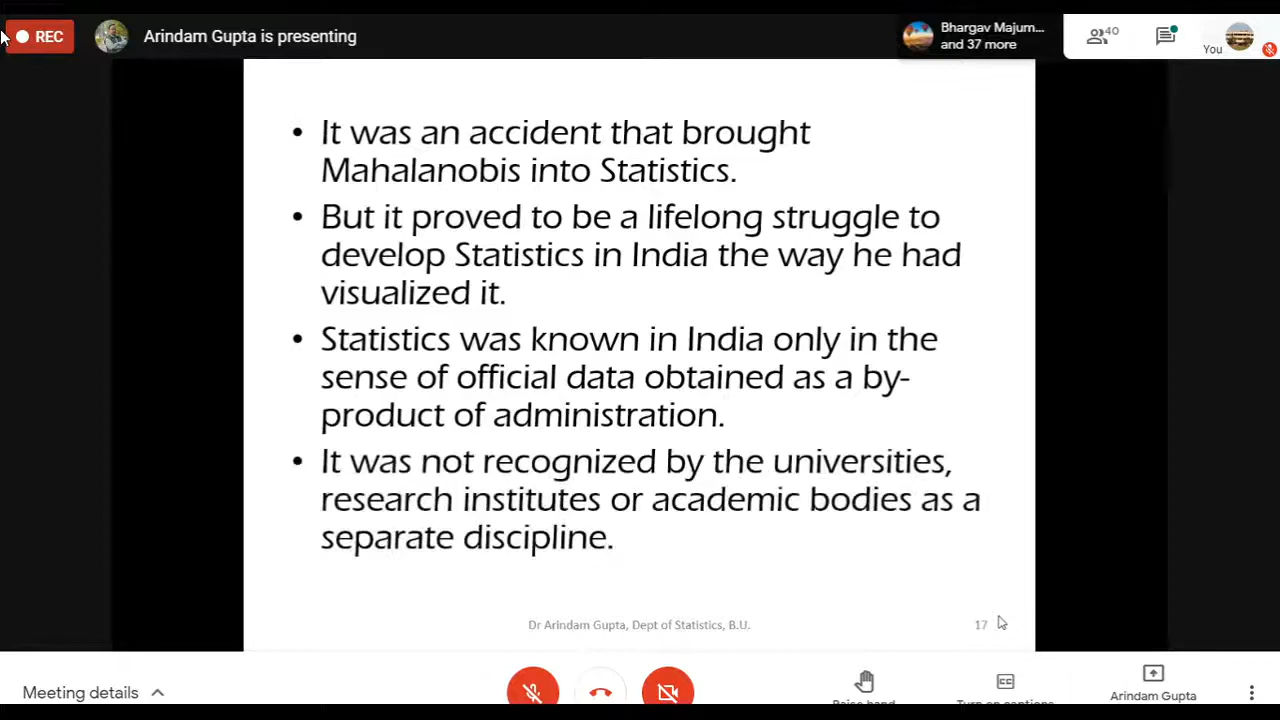 REC
Arindam Gupta is presenting
Bhargav Majum...
and 37 more
40
You
• It was an accident that brought
Mahalanobis into Statistics.
• But it proved to be a lifelong struggle to
develop Statistics in India the way he had
visualized it.
• Statistics was known in India only in the
sense of official data obtained as a by-
product of administration.
• It was not recognized by the universities,
research institutes or academic bodies as a
separate discipline.
Dr Arindam Gupta, Dept of Statistics, B.U.
17
Meeting details
Raise hand
Turn on captions
Arindam Gupta